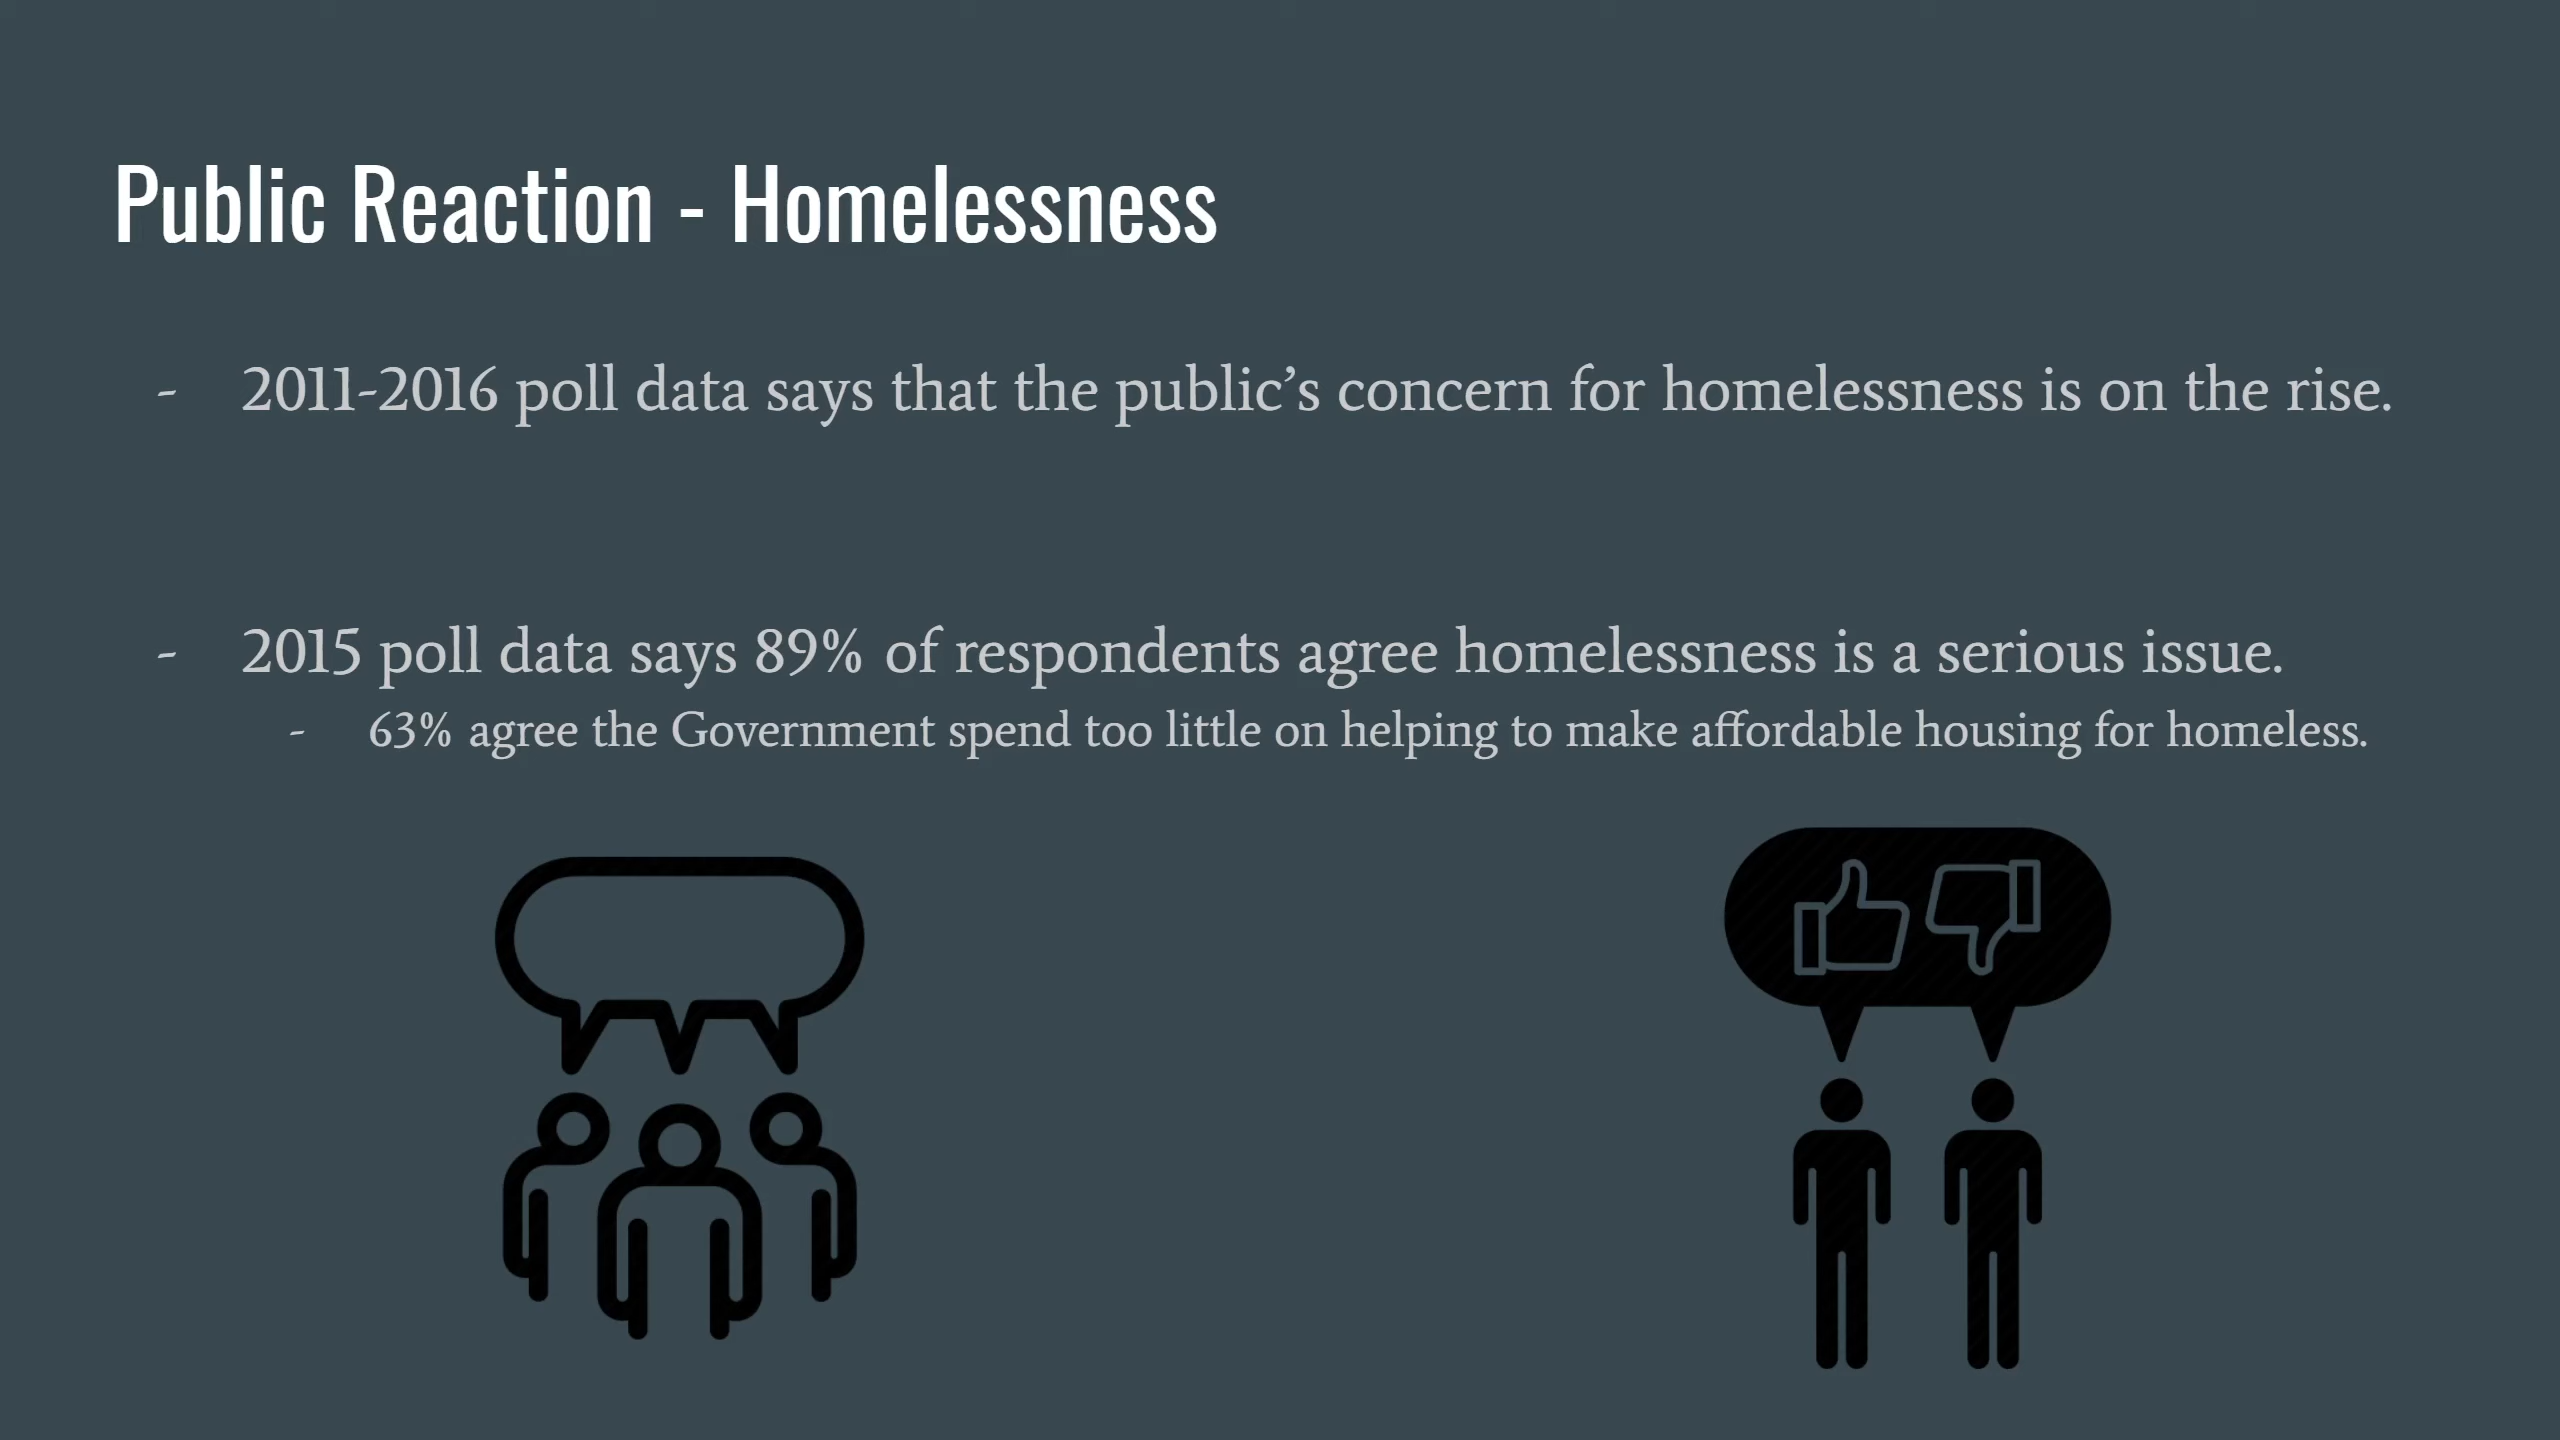 Public Reaction - Homelessness
- 2011-2016 poll data says that the public’s concern for homelessness is on the rise.
- 2015 poll data says 89% of respondents agree homelessness is a serious issue.
- 63% agree the Government spend too little on helping to make affordable housing for homeless.